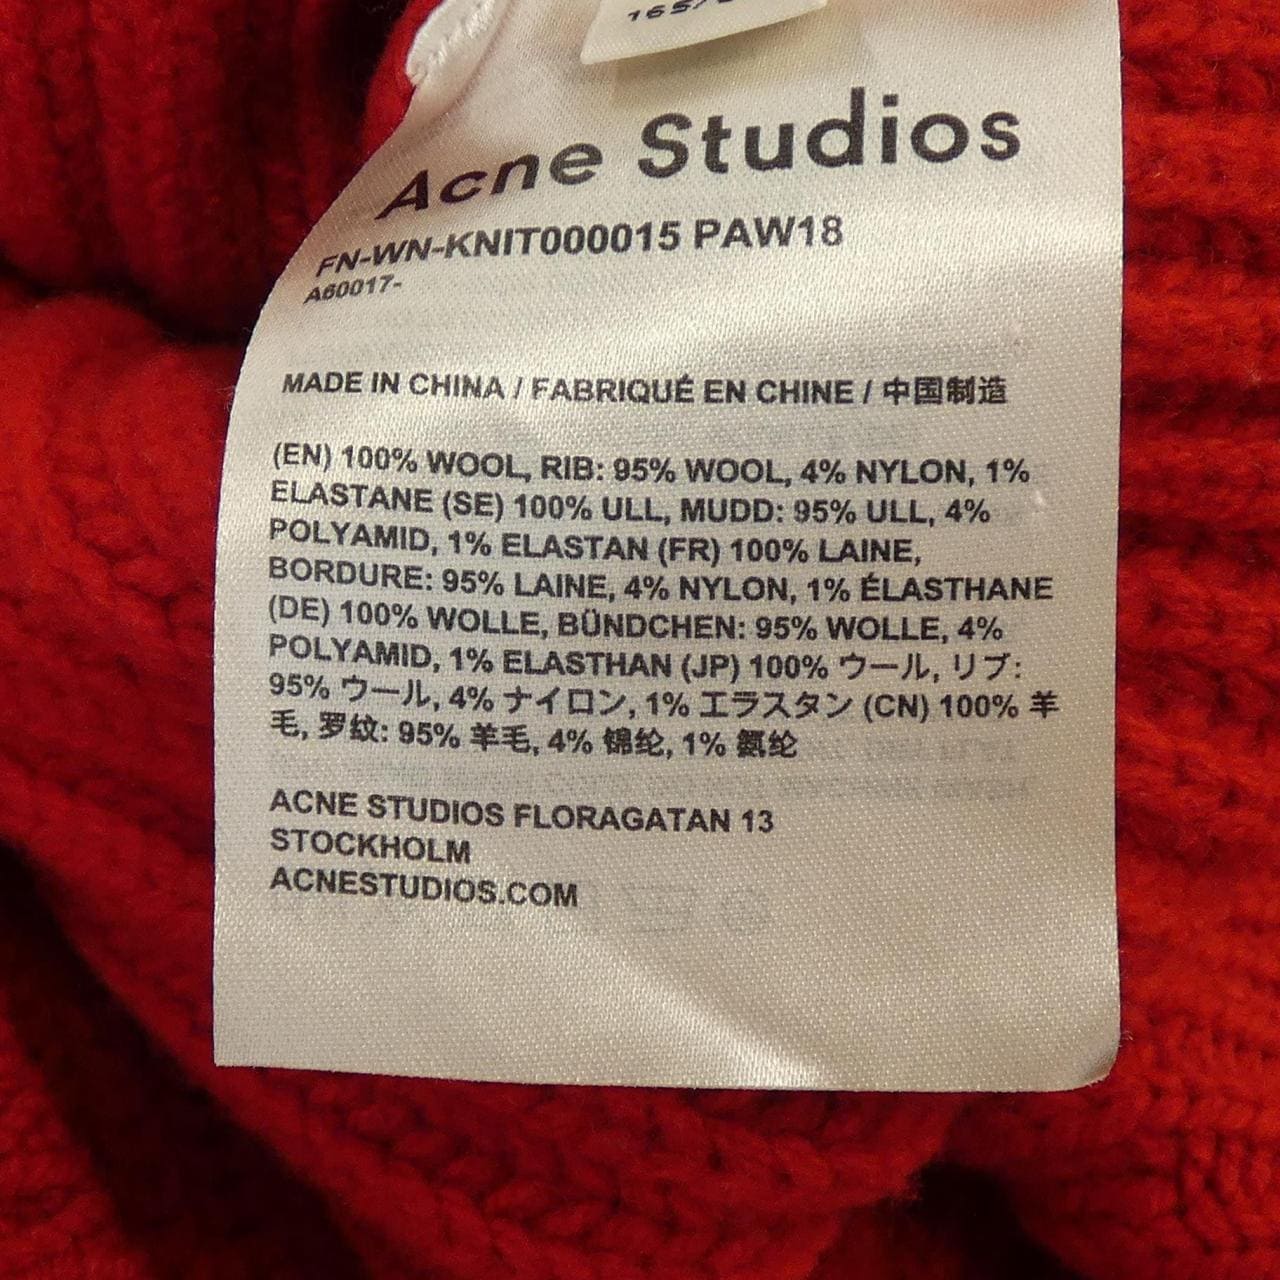 Acne Studios
FN-WN-KNIT000015 PAW18
A60017-
MADE IN CHINA / FABRIQUÉ EN CHINE / 中国制造
(EN) 100% WOOL, RIB: 95% WOOL, 4% NYLON, 1%
ELASTANE (SE) 100% ULL, MUDD: 95% ULL, 4%
POLYAMID, 1% ELASTAN (FR) 100% LAINE,
BORDURE: 95% LAINE, 4% NYLON, 1% ÉLASTHANE
(DE) 100% WOLLE, BÜNDCHEN: 95% WOLLE, 4%
POLYAMID, 1% ELASTHAN (JP) 100% ウール, リブ:
95% ウール, 4% ナイロン, 1% エラスタン (CN) 100% 羊
毛, 罗纹: 95% 羊毛, 4% 锦纶, 1% 氨纶
ACNE STUDIOS FLORAGATAN 13
STOCKHOLM
ACNESTUDIOS.COM